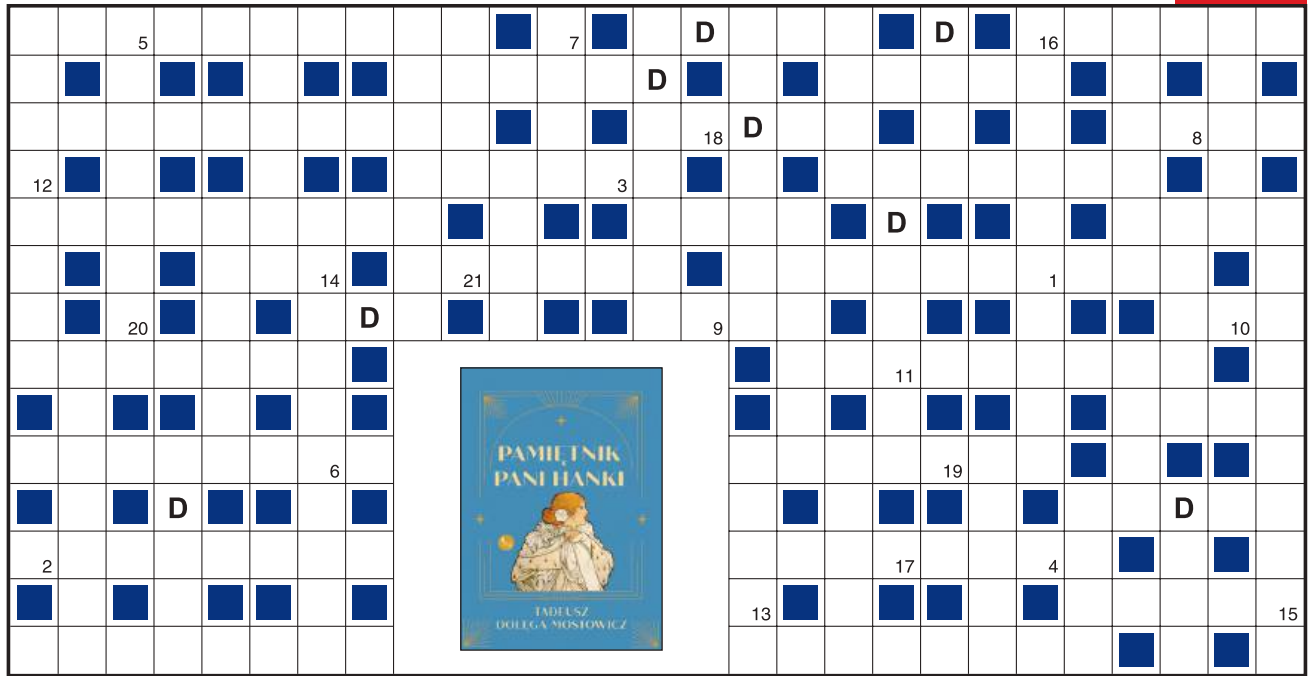 5 7 D D 16
D
18 D 8
12 3
D
14 21 1
20 D 9 10
11
PAMIĘTNIK
PANI HANKI
6 19
D D
2 17 4
TADEUSZ
DOŁĘGA MOSTOWICZ
13 15